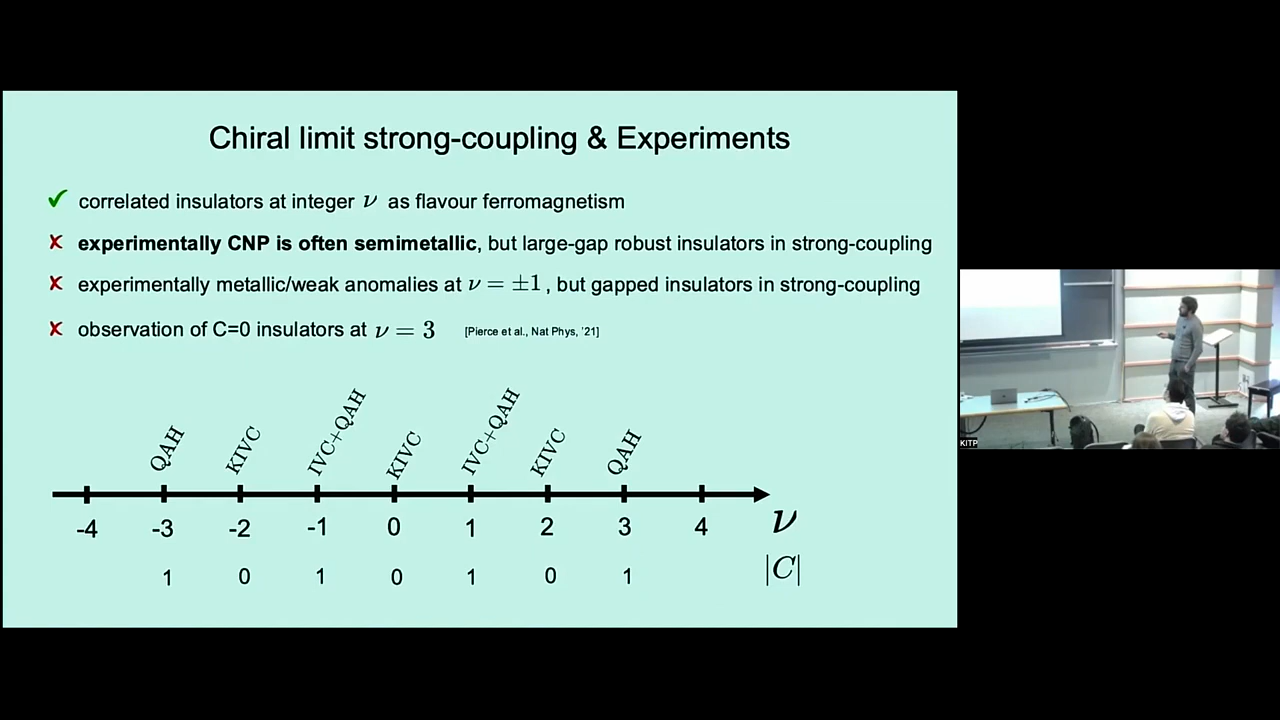 Chiral limit strong-coupling & Experiments
✓ correlated insulators at integer ν as flavour ferromagnetism
✗ experimentally CNP is often semimetallic, but large-gap robust insulators in strong-coupling
✗ experimentally metallic/weak anomalies at ν = ±1, but gapped insulators in strong-coupling
✗ observation of C=0 insulators at ν = 3 [Pierce et al., Nat Phys, '21]
QAH KIVC IVC+QAH KIVC IVC+QAH KIVC QAH
-4 -3 -2 -1 0 1 2 3 4 ν
1 0 1 0 1 0 1 |C|
KITP